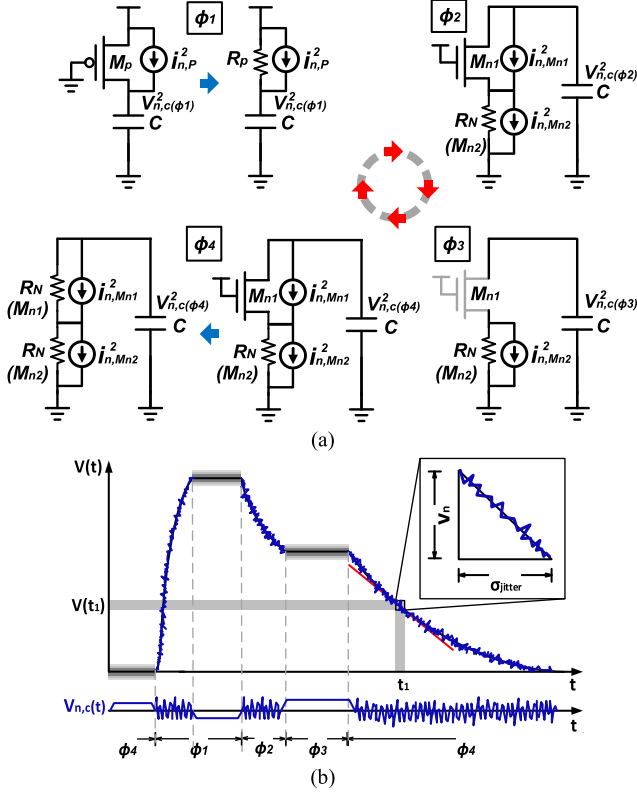 ϕ1
Mp
i²n,P
V²n,c(ϕ1)
C
Rp
i²n,P
V²n,c(ϕ1)
C
ϕ2
Mn1
i²n,Mn1
V²n,c(ϕ2)
C
RN
(Mn2)
i²n,Mn2
ϕ4
RN
(Mn1)
i²n,Mn1
V²n,c(ϕ4)
C
RN
(Mn2)
i²n,Mn2
Mn1
i²n,Mn1
V²n,c(ϕ4)
C
RN
(Mn2)
i²n,Mn2
ϕ3
Mn1
V²n,c(ϕ3)
C
RN
(Mn2)
i²n,Mn2
(a)
V(t)
Vn
σjitter
V(t1)
t1
t
Vn,c(t)
t
ϕ4 ϕ1 ϕ2 ϕ3 ϕ4
(b)